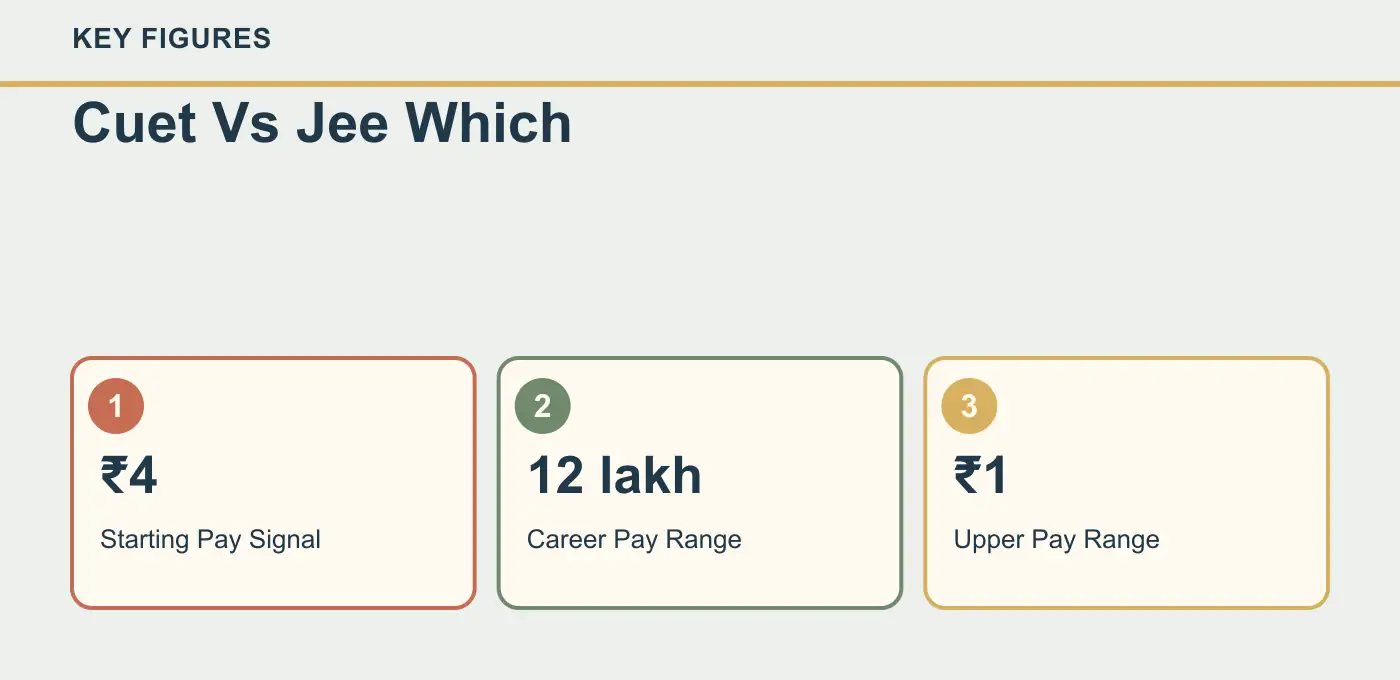 KEY FIGURES
Cuet Vs Jee Which
1
₹4
Starting Pay Signal
2
12 lakh
Career Pay Range
3
₹1
Upper Pay Range